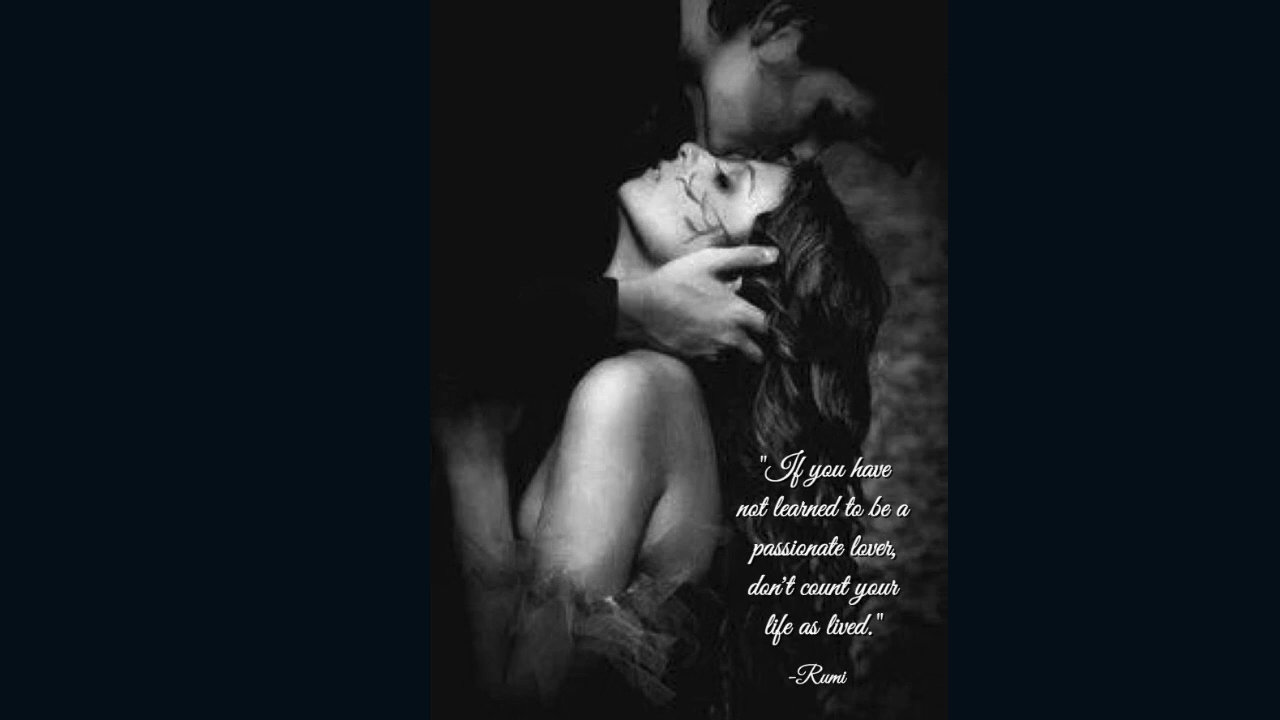 "If you have
not learned to be a
passionate lover,
don't count your
life as lived."
-Rumi